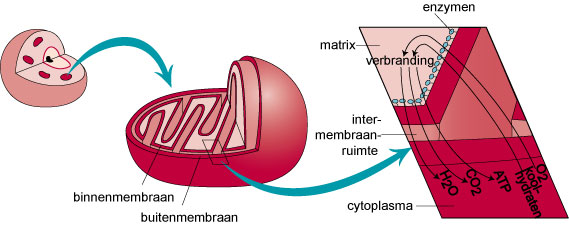 enzymen
matrix
verbranding
inter-
membraan-
ruimte
binnenmembraan
buitenmembraan
cytoplasma
H2O
CO2
ATP
kool-
hydraten
O2